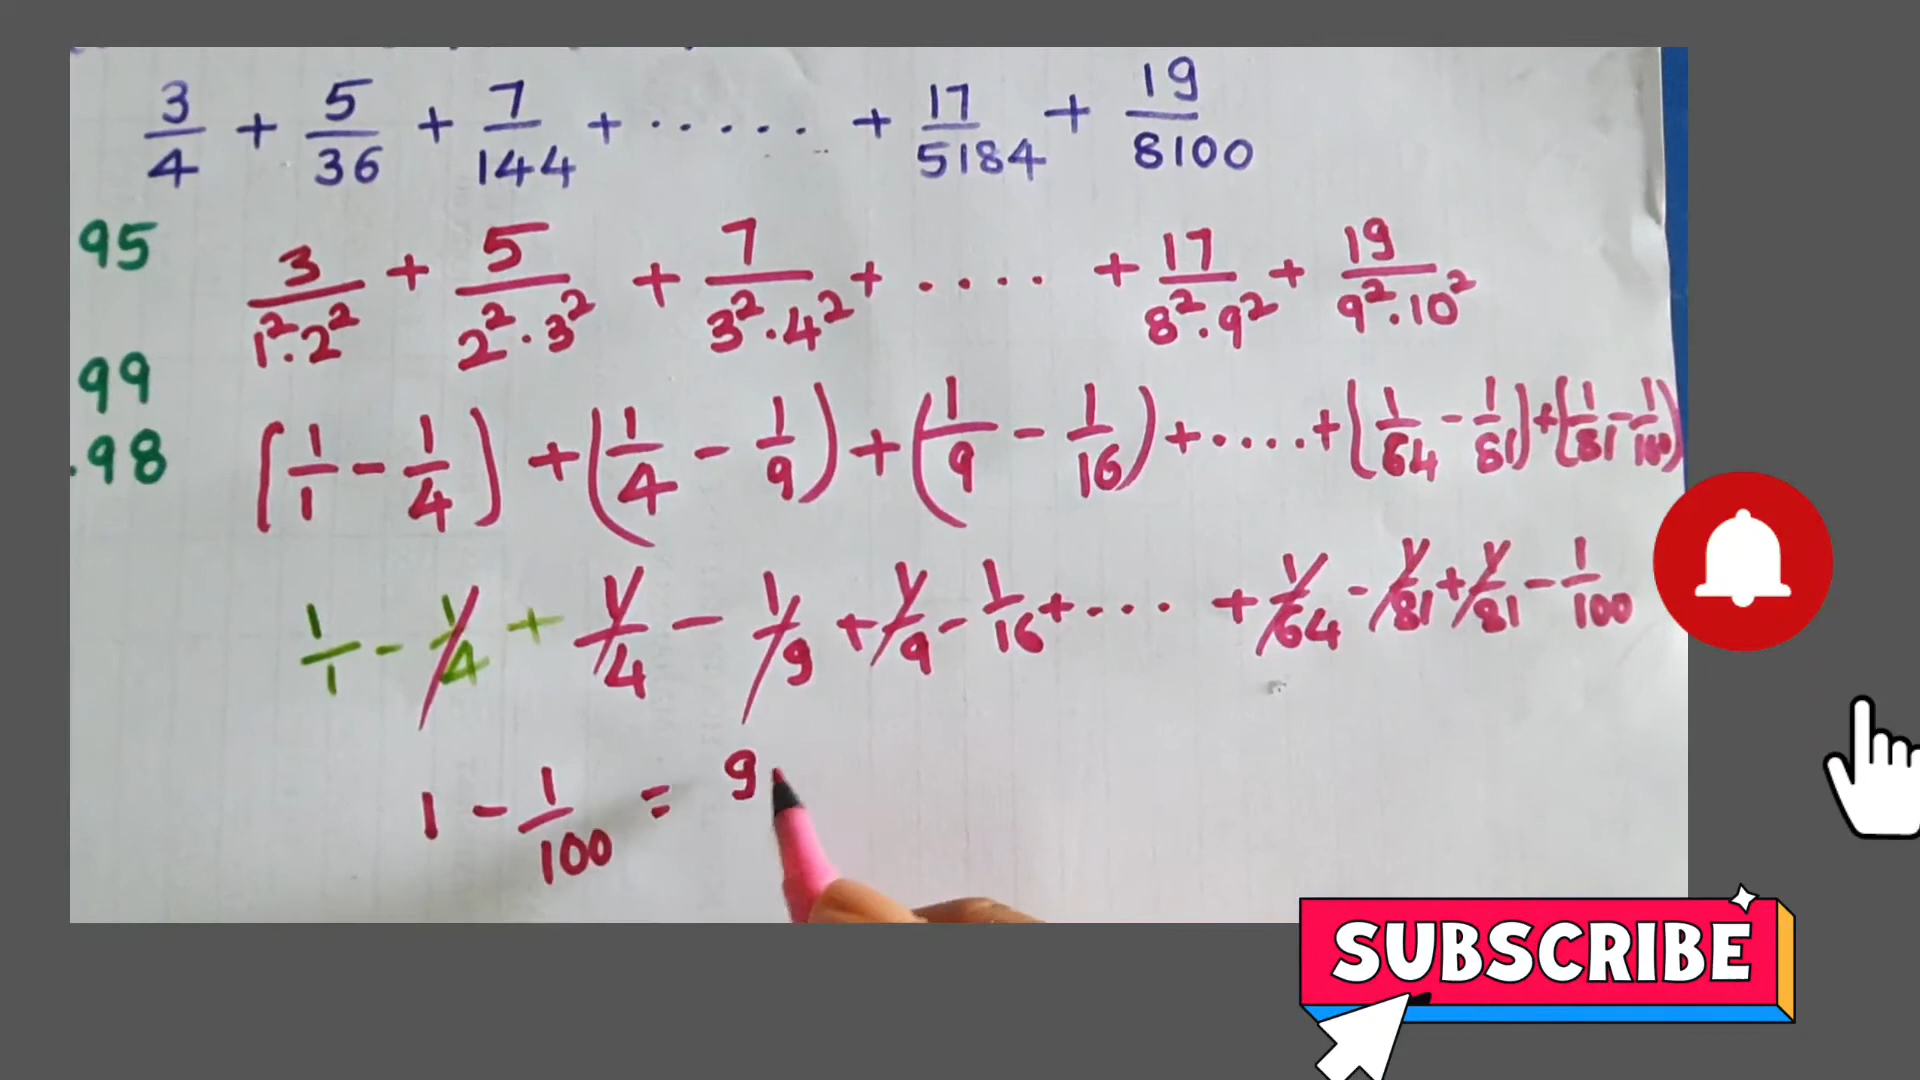 3/4 + 5/36 + 7/144 + ..... + 17/5184 + 19/8100
95
3/1².2² + 5/2².3² + 7/3².4² + .... + 17/8².9² + 19/9².10²
99
(1/1 - 1/4) + (1/4 - 1/9) + (1/9 - 1/16) + .... + (1/64 - 1/81) + (1/81 - 1/100)
.98
1/1 - 1/4 + 1/4 - 1/9 + 1/9 - 1/16 + ... + 1/64 - 1/81 + 1/81 - 1/100
1 - 1/100 = 9
SUBSCRIBE